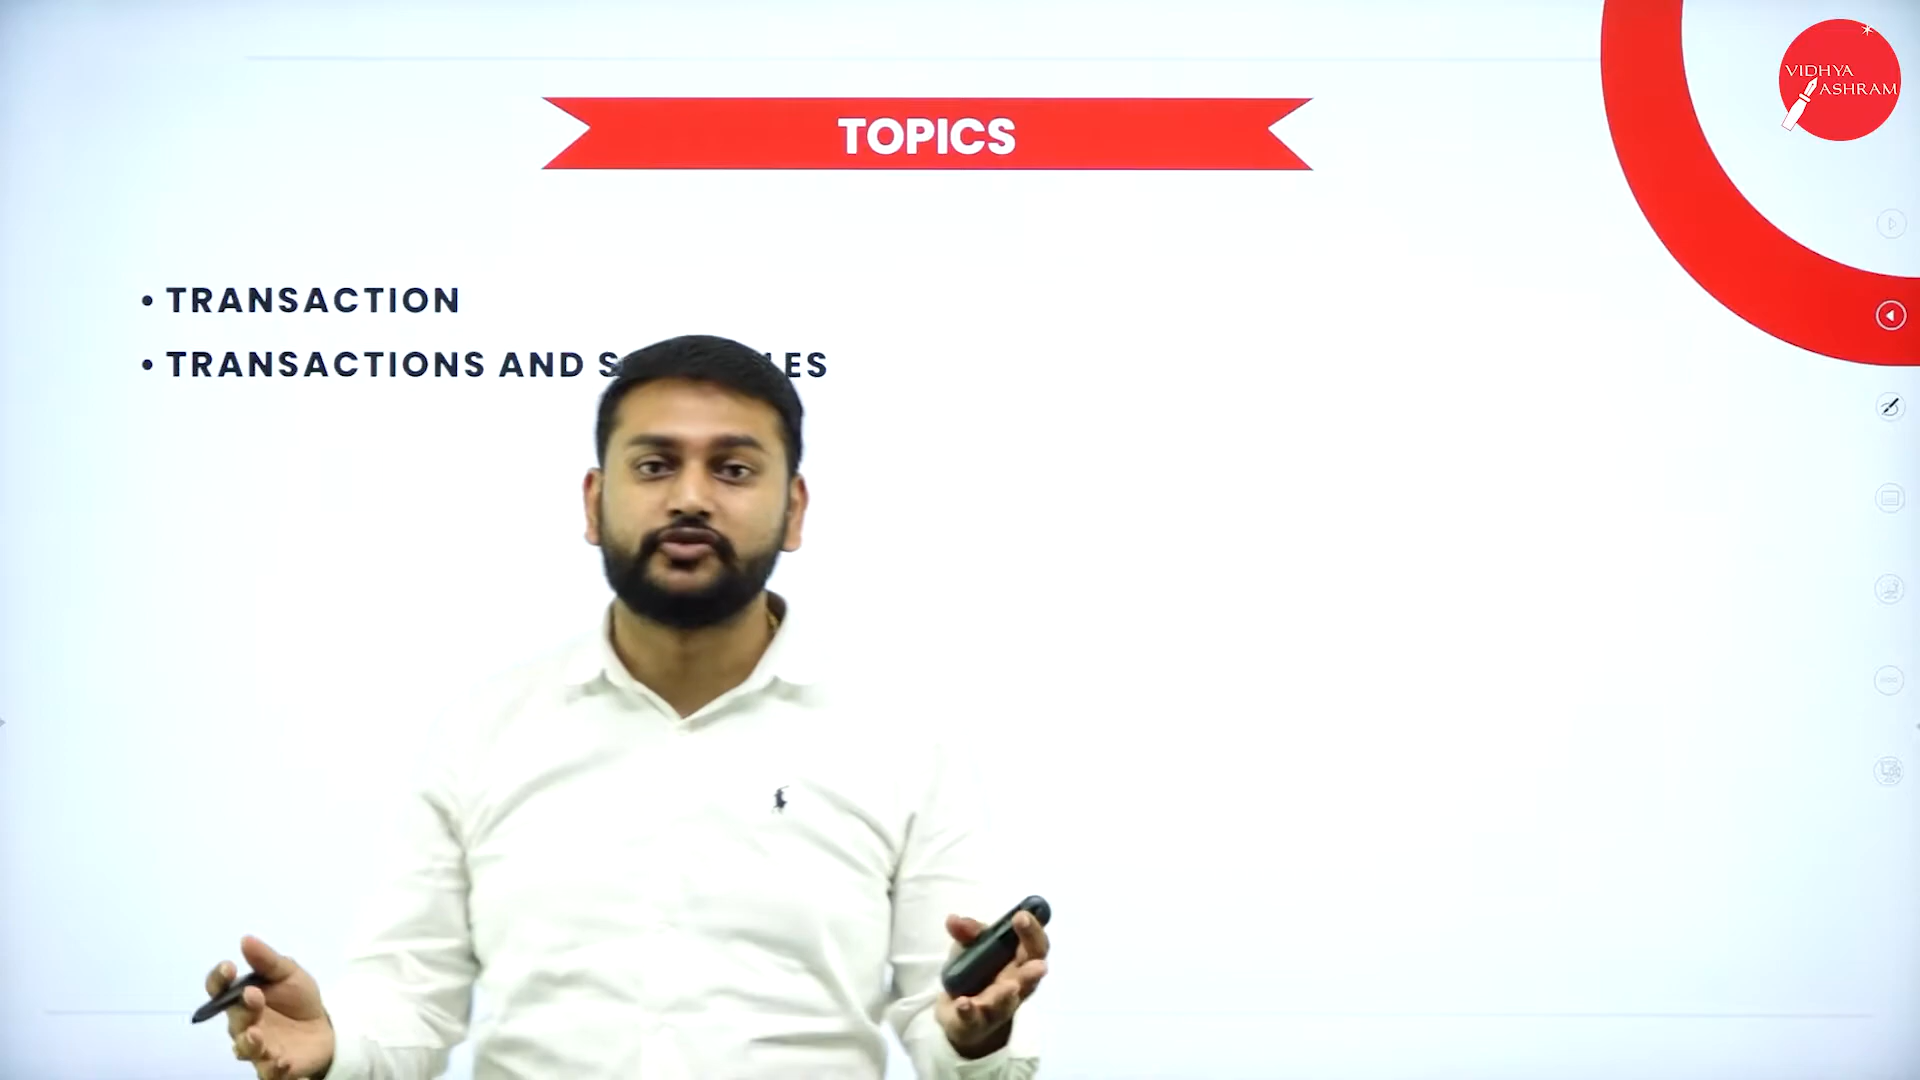 VIDHYA
ASHRAM
TOPICS
• TRANSACTION
• TRANSACTIONS AND